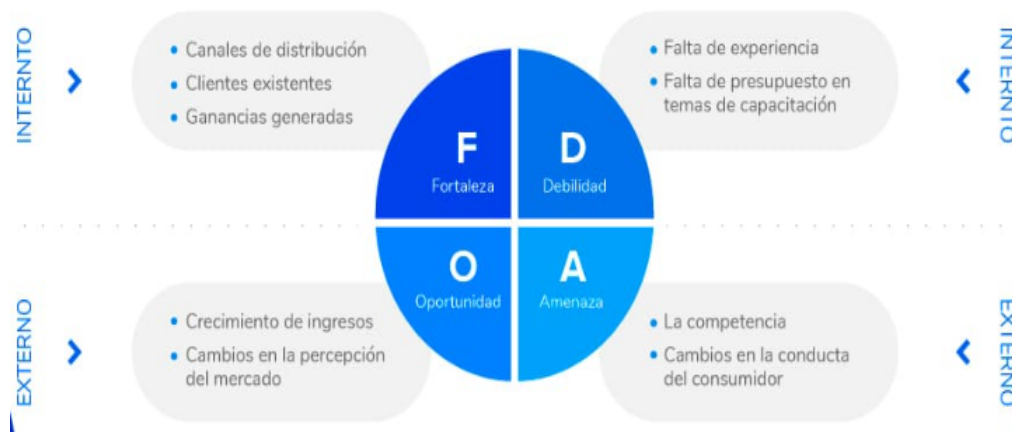 INTERNTO
• Canales de distribución
• Clientes existentes
• Ganancias generadas
F
Fortaleza
D
Debilidad
• Falta de experiencia
• Falta de presupuesto en
temas de capacitación
INTERNTO
EXTERNO
• Crecimiento de ingresos
• Cambios en la percepción
del mercado
O
Oportunidad
A
Amenaza
• La competencia
• Cambios en la conducta
del consumidor
EXTERNO